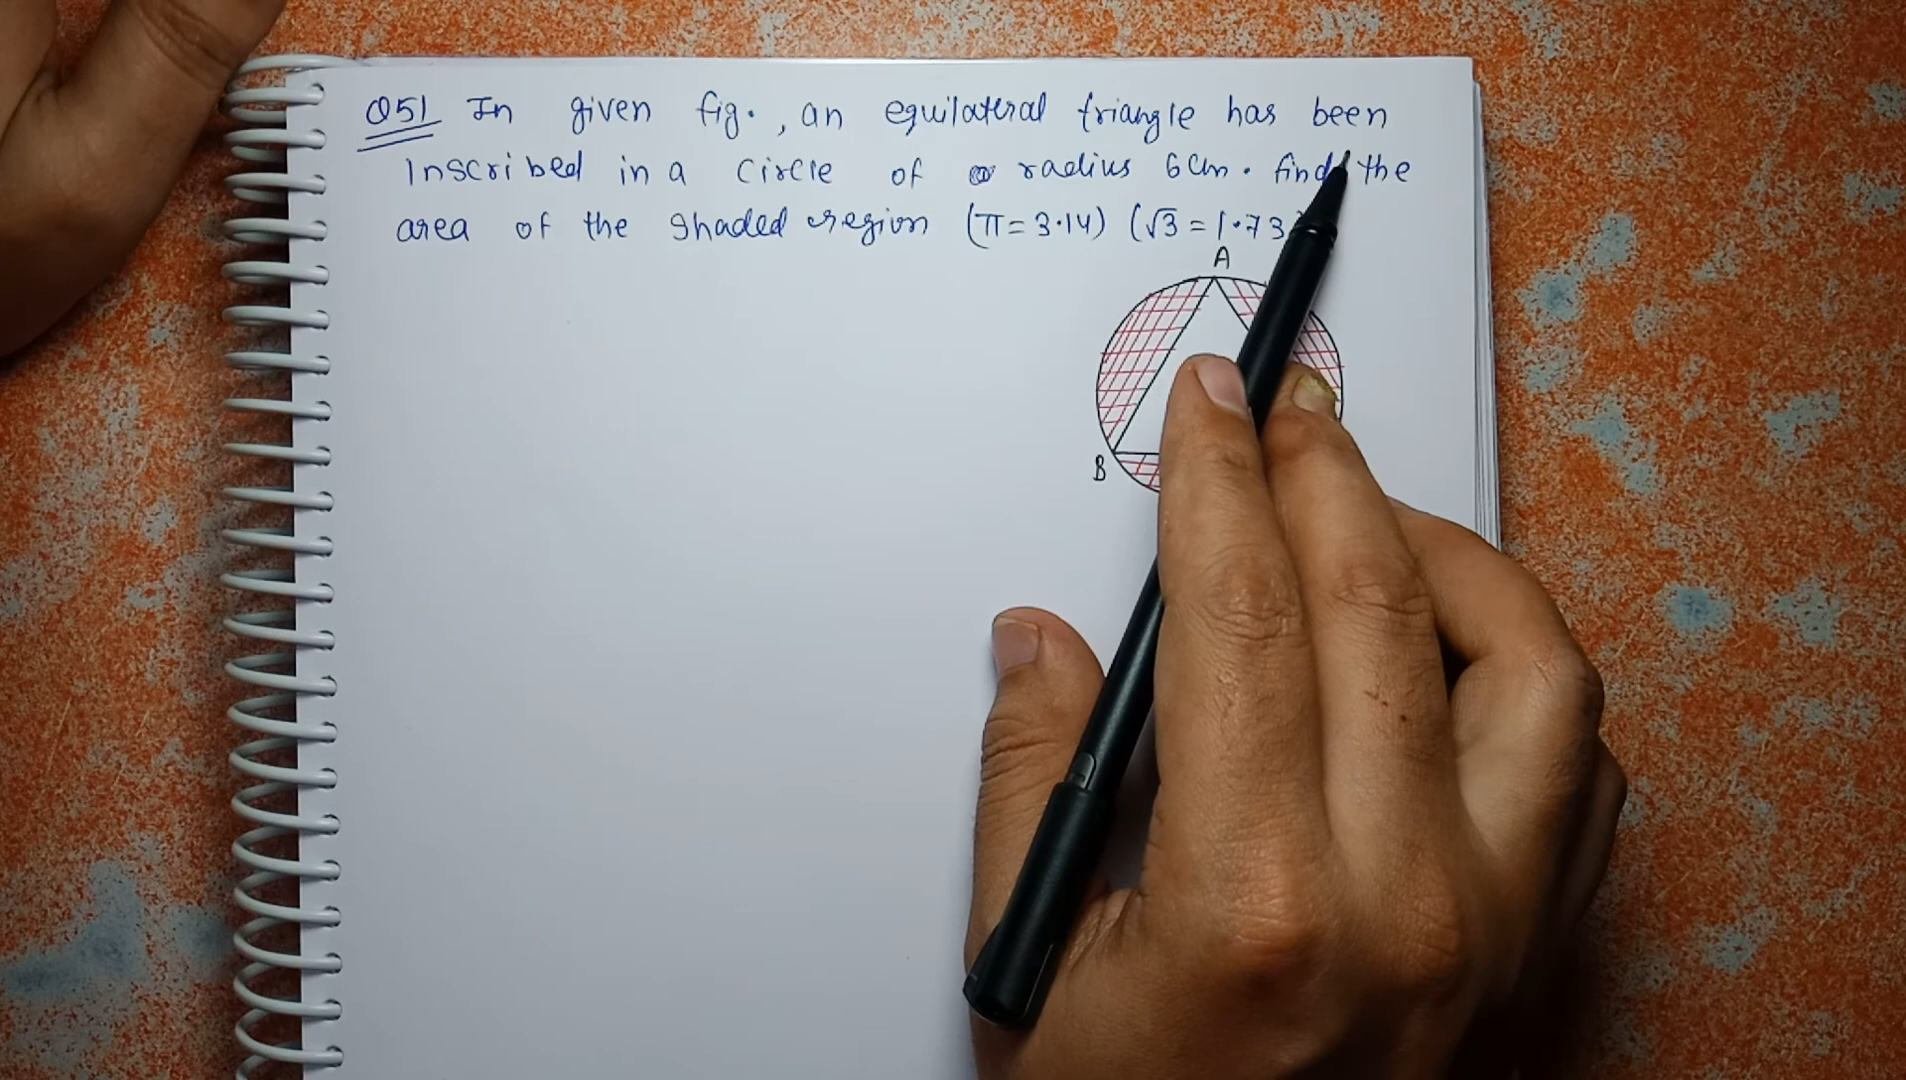 Q51 In given fig., an equilateral triangle has been
Inscribed in a Circle of radius 6cm. find the
area of the shaded region (π = 3.14) (√3 = 1.73
A
B